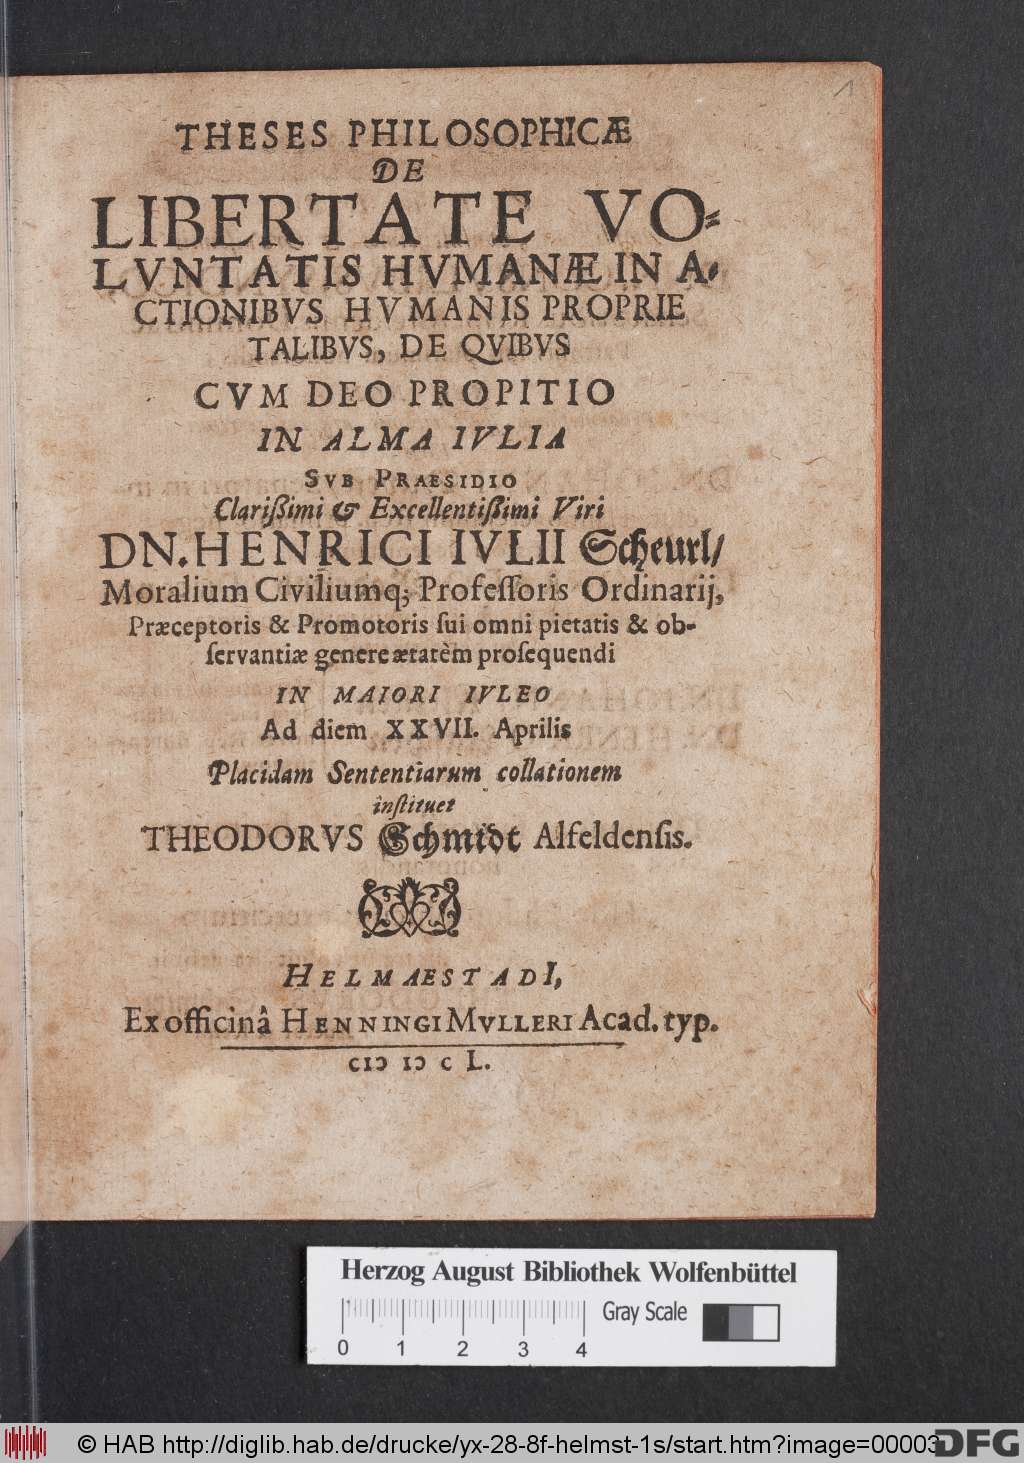 1
THESES PHILOSOPHICÆ
DE
LIBERTATE VO-
LVNTATIS HVMANÆ IN A-
CTIONIBVS HVMANIS PROPRIE
TALIBVS, DE QVIBVS
CVM DEO PROPITIO
IN ALMA IVLIA
SVB PRAESIDIO
Clarißimi & Excellentißimi Viri
DN. HENRICI IVLII Scheurl/
Moralium Civiliumq; Profeſſoris Ordinarij,
Præceptoris & Promotoris ſui omni pietatis & ob-
ſervantiæ genere ætatèm proſequendi
IN MAIORI IVLEO
Ad diem XXVII. Aprilis
Placidam Sententiarum collationem
inſtituet
THEODORVS Schmidt Alfeldenſis.
HELMAESTADI,
Ex officinâ HENNINGI MVLLERI Acad. typ.
CIↃ IↃ C L.
Herzog August Bibliothek Wolfenbüttel
Gray Scale
0 1 2 3 4
© HAB http://diglib.hab.de/drucke/yx-28-8f-helmst-1s/start.htm?image=00003
DFG